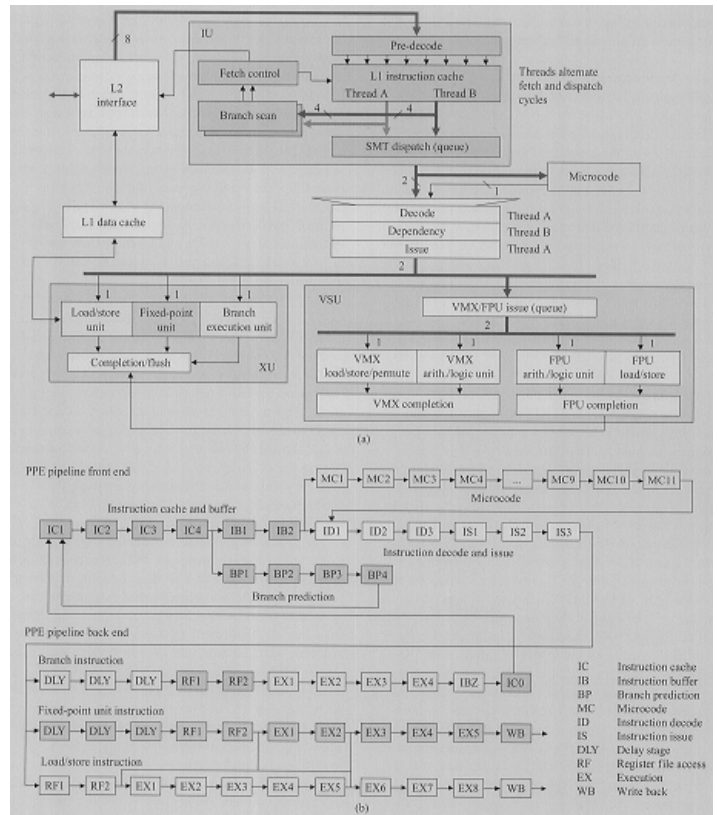 8
IU
Pre-decode
L2
interface
Fetch control
L1 instruction cache
Thread A Thread B
Threads alternate
fetch and dispatch
cycles
Branch scan
4 4
SMT dispatch (queue)
2
1
Microcode
L1 data cache
Decode
Thread A
Dependency
Thread B
Issue
Thread A
2
1 1 1
VSU
VMX/FPU issue (queue)
Load/store
unit
Fixed-point
unit
Branch
execution unit
2
1 1 1 1
Completion/flush
XU
VMX
load/store/permute
VMX
arith./logic unit
FPU
arith./logic unit
FPU
load/store
VMX completion
FPU completion
(a)
PPE pipeline front end
MC1 MC2 MC3 MC4 ... MC9 MC10 MC11
Microcode
Instruction cache and buffer
IC1 IC2 IC3 IC4 IB1 IB2 ID1 ID2 ID3 IS1 IS2 IS3
Instruction decode and issue
BP1 BP2 BP3 BP4
Branch prediction
PPE pipeline back end
Branch instruction
DLY DLY DLY RF1 RF2 EX1 EX2 EX3 EX4 IBZ IC0
Fixed-point unit instruction
DLY DLY DLY RF1 RF2 EX1 EX2 EX3 EX4 EX5 WB
Load/store instruction
RF1 RF2 EX1 EX2 EX3 EX4 EX5 EX6 EX7 EX8 WB
IC Instruction cache
IB Instruction buffer
BP Branch prediction
MC Microcode
ID Instruction decode
IS Instruction issue
DLY Delay stage
RF Register file access
EX Execution
WB Write back
(b)